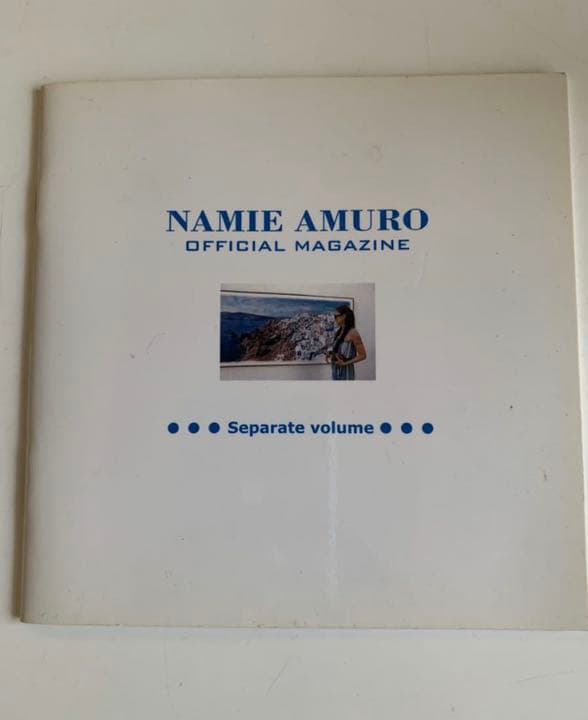 NAMIE AMURO
OFFICIAL MAGAZINE
●●● Separate volume ●●●